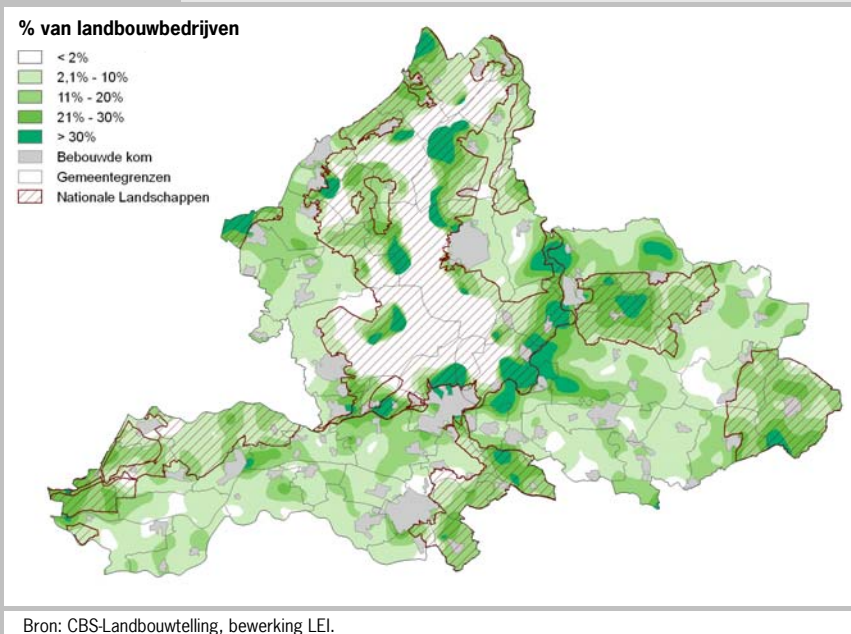 % van landbouwbedrijven
< 2%
2,1% - 10%
11% - 20%
21% - 30%
> 30%
Bebouwde kom
Gemeentegrenzen
Nationale Landschappen
Bron: CBS-Landbouwtelling, bewerking LEI.